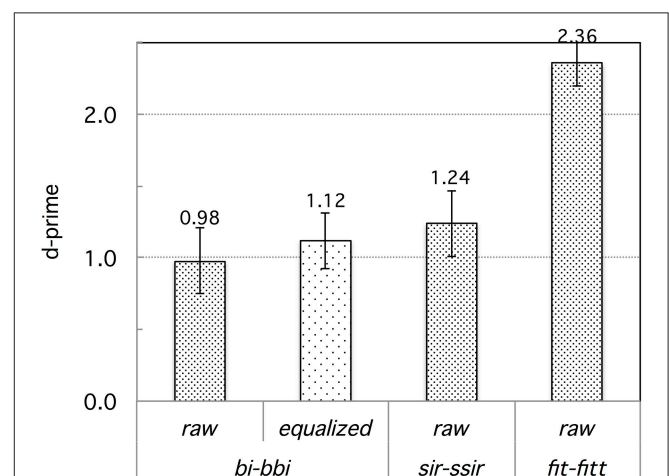 2.36
2.0
1.24
1.12
0.98
d-prime
1.0
0.0
raw equalized raw raw
bi-bbi sir-ssir fit-fitt